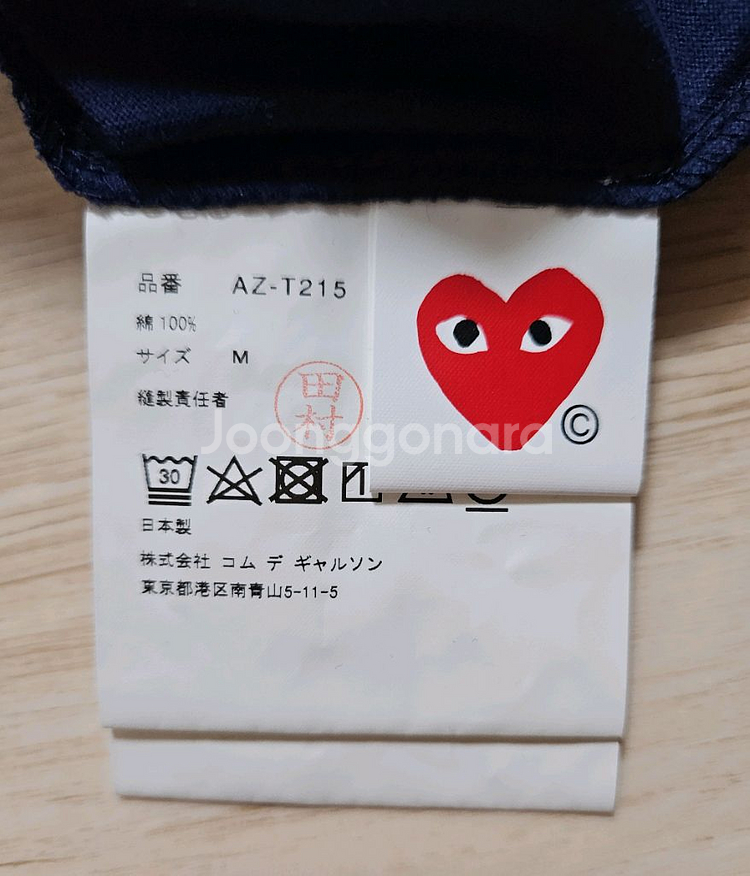 品番 AZ-T215
綿 100%
サイズ M
縫製責任者
田村
©
Joonggonara
30
日本製
株式会社 コム デ ギャルソン
東京都港区南青山5-11-5